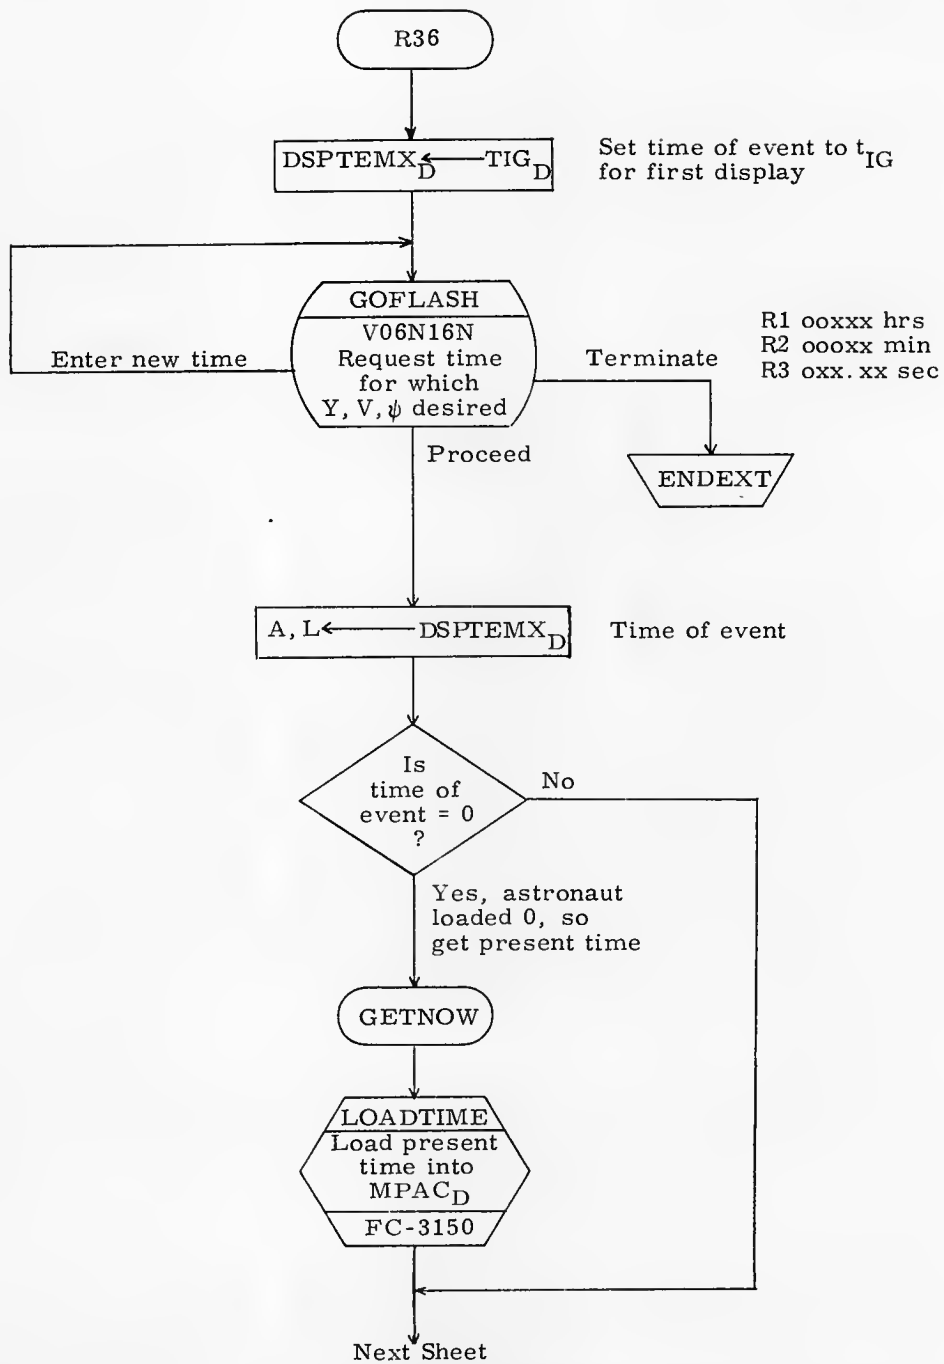 R36
DSPTEMX_D ← TIG_D
Set time of event to t_IG
for first display
GOFLASH
V06N16N
Request time
for which
Y, V, ψ desired
Enter new time
Terminate
R1 ooxxx hrs
R2 oooxx min
R3 oxx.xx sec
ENDEXT
Proceed
A, L ← DSPTEMX_D
Time of event
Is
time of
event = 0
?
No
Yes, astronaut
loaded 0, so
get present time
GETNOW
LOADTIME
Load present
time into
MPAC_D
FC-3150
Next Sheet